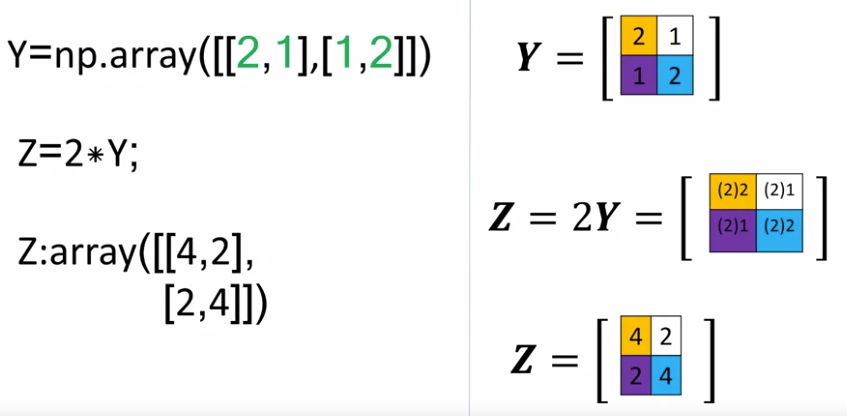 Y=np.array([[2,1],[1,2]])
Z=2*Y;
Z:array([[4,2],
[2,4]])
Y = [ 2 1
1 2 ]
Z = 2Y = [ (2)2 (2)1
(2)1 (2)2 ]
Z = [ 4 2
2 4 ]